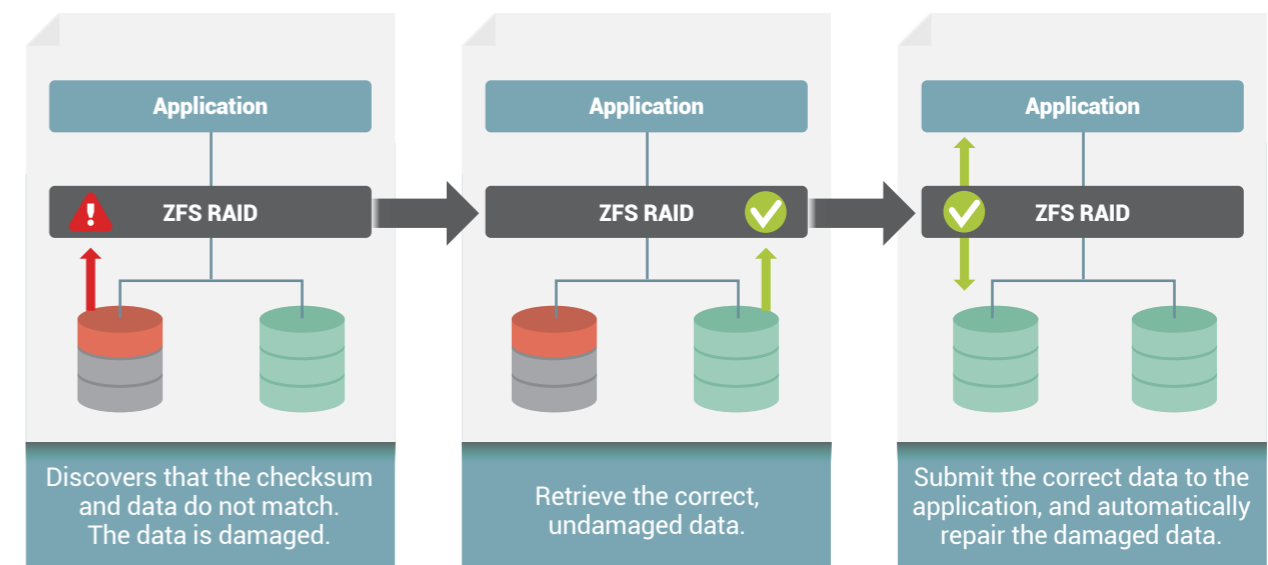 Application
ZFS RAID
Discovers that the checksum
and data do not match.
The data is damaged.
Application
ZFS RAID
Retrieve the correct,
undamaged data.
Application
ZFS RAID
Submit the correct data to the
application, and automatically
repair the damaged data.